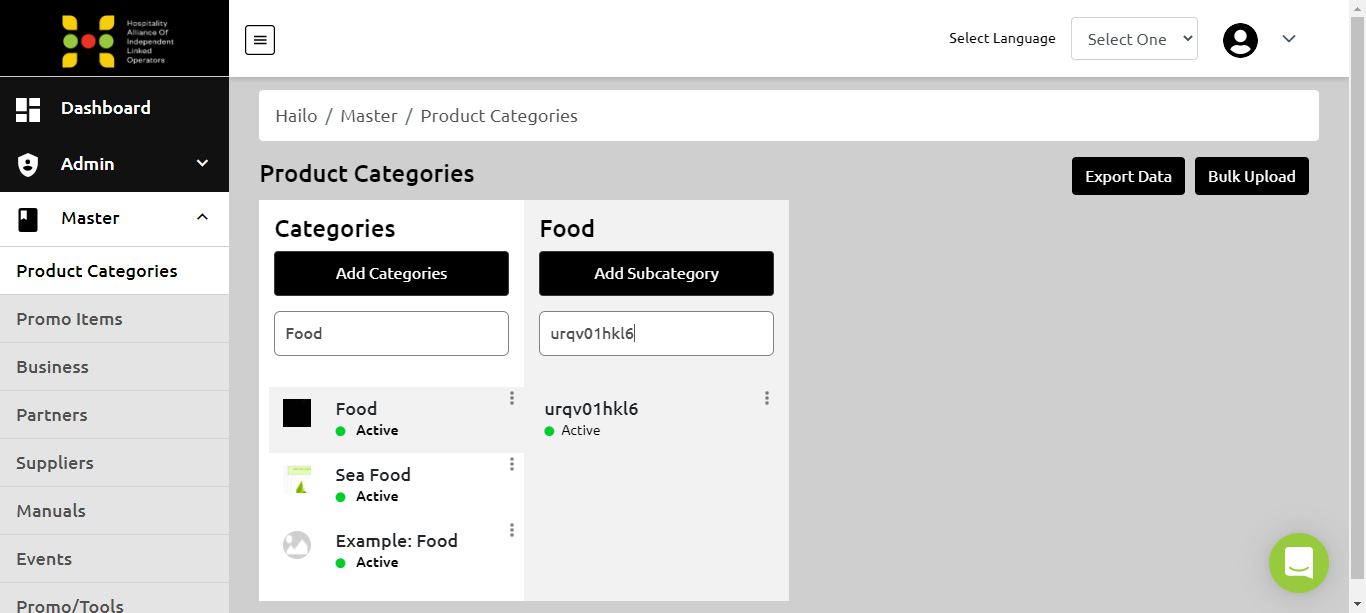 Hospitality
Alliance Of
Independent
Linked
Operators
Select Language
Select One
Dashboard
Admin
Master
Product Categories
Promo Items
Business
Partners
Suppliers
Manuals
Events
Promo/Tools
Hailo / Master / Product Categories
Product Categories
Export Data
Bulk Upload
Categories
Add Categories
Food
Food
Active
Sea Food
Active
Example: Food
Active
Food
Add Subcategory
urqv01hkl6
urqv01hkl6
Active